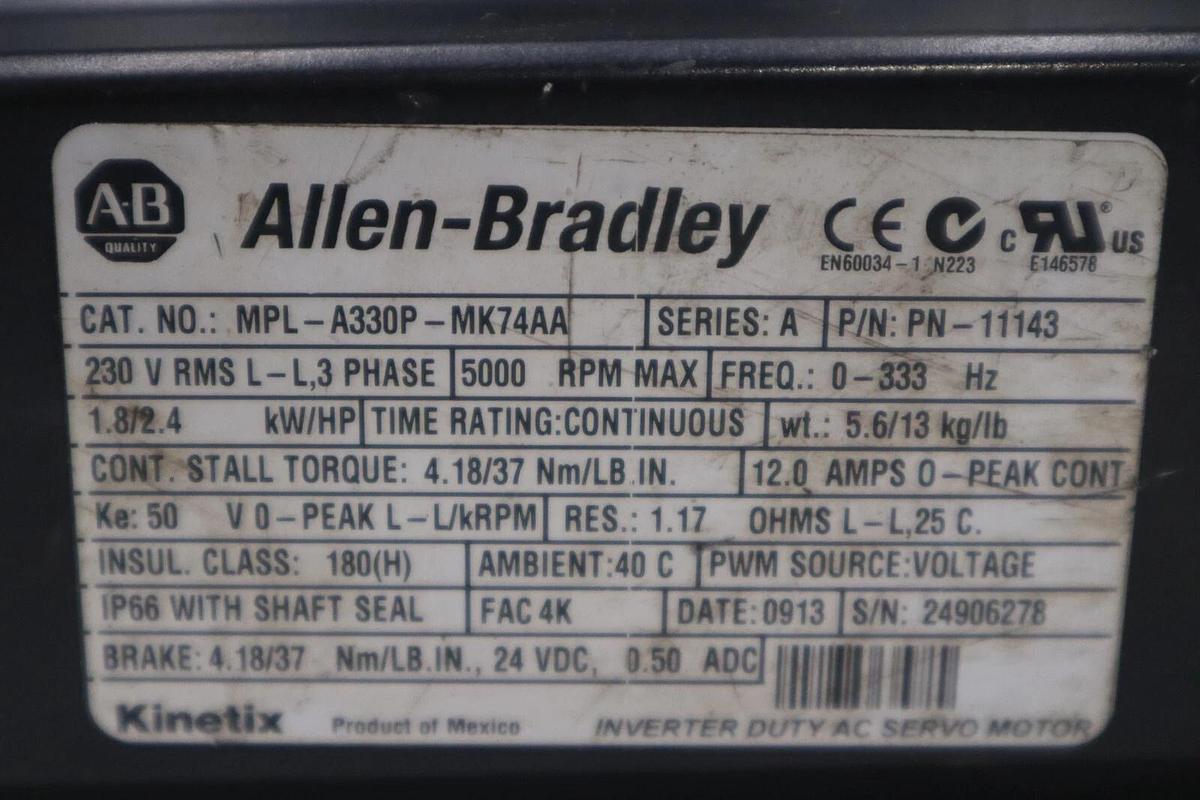 A-B QUALITY Allen-Bradley CE c RU ® US
EN60034-1 N223 E146578
CAT. NO.: MPL-A330P-MK74AA SERIES: A P/N: PN-11143
230 V RMS L-L,3 PHASE 5000 RPM MAX FREQ.: 0-333 Hz
1.8/2.4 kW/HP TIME RATING:CONTINUOUS wt.: 5.6/13 kg/lb
CONT. STALL TORQUE: 4.18/37 Nm/LB.IN. 12.0 AMPS 0-PEAK CONT
Ke: 50 V 0-PEAK L-L/kRPM RES.: 1.17 OHMS L-L,25 C.
INSUL. CLASS: 180(H) AMBIENT:40 C PWM SOURCE:VOLTAGE
IP66 WITH SHAFT SEAL FAC 4K DATE:0913 S/N: 24906278
BRAKE: 4.18/37 Nm/LB.IN., 24 VDC, 0.50 ADC
Kinetix Product of Mexico INVERTER DUTY AC SERVO MOTOR